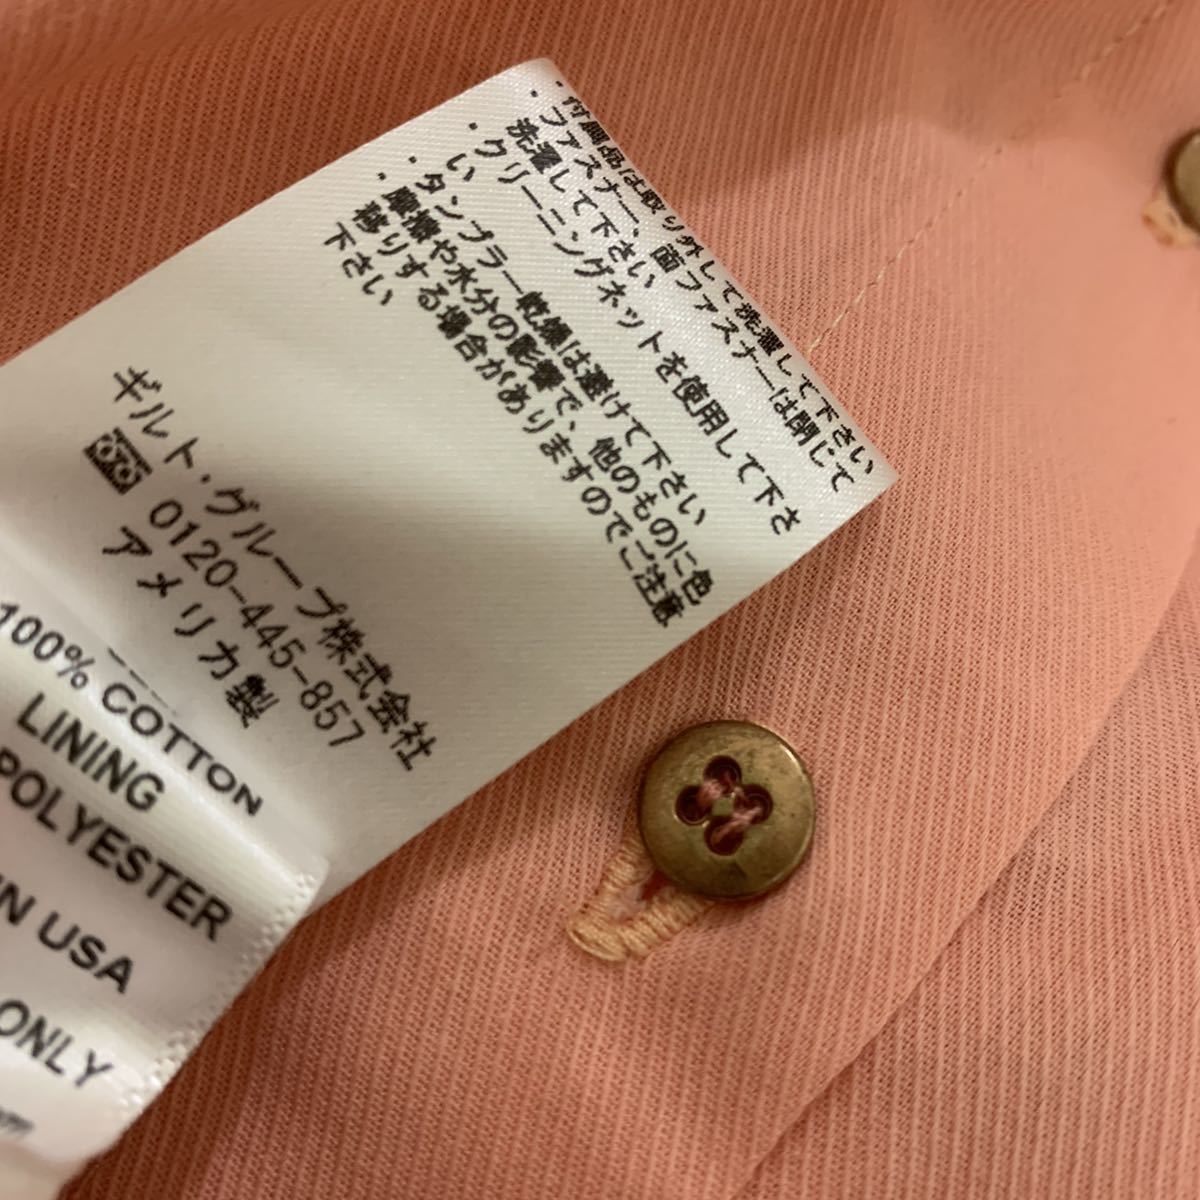 ・付属品は取り外して洗濯して下さい
・ファスナー、面ファスナーは閉じて
洗濯して下さい
・クリーニングネットを使用して下さ
い
・タンブラー乾燥は避けて下さい
・摩擦や水分の影響で、他のものに色
移りする場合がありますのでご注意
下さい
ギルト・グループ株式会社
0120-445-857
アメリカ製
100% COTTON
LINING
POLYESTER
IN USA
ONLY